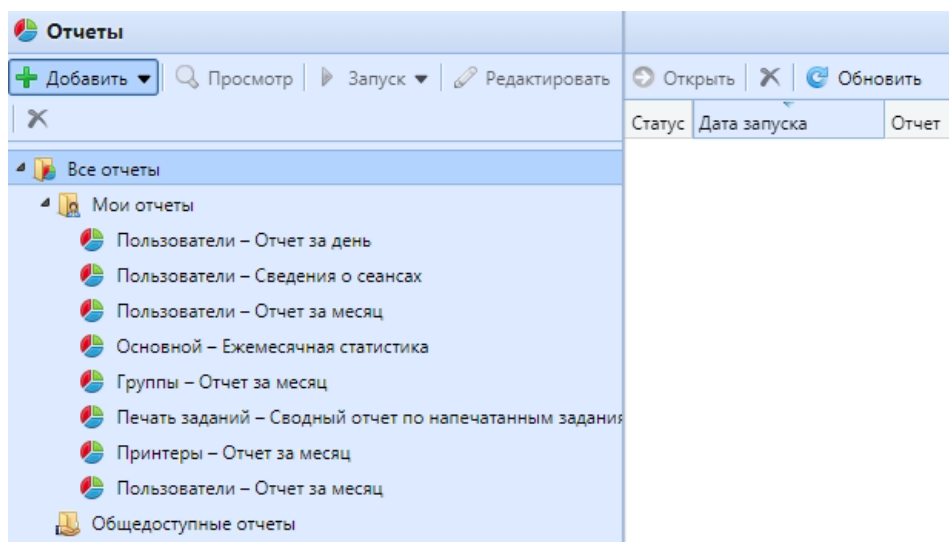 Отчеты
Добавить Просмотр Запуск Редактировать
Открыть Обновить
Статус Дата запуска Отчет
Все отчеты
Мои отчеты
Пользователи – Отчет за день
Пользователи – Сведения о сеансах
Пользователи – Отчет за месяц
Основной – Ежемесячная статистика
Группы – Отчет за месяц
Печать заданий – Сводный отчет по напечатанным задания
Принтеры – Отчет за месяц
Пользователи – Отчет за месяц
Общедоступные отчеты